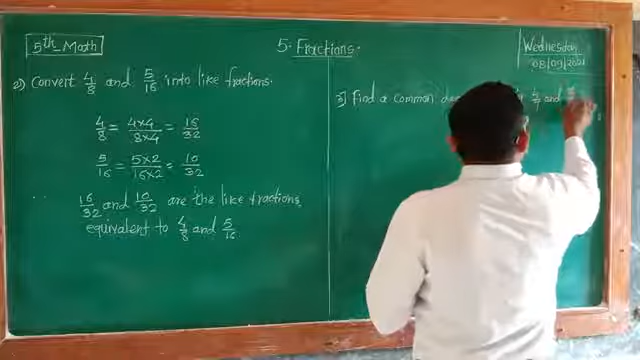 5th Math
5. Fractions.
Wednesday
08/09/2021
2) Convert 4/8 and 5/16 into like fractions.
4/8 = 4×4/8×4 = 16/32
5/16 = 5×2/16×2 = 10/32
16/32 and 10/32 are the like fractions
equivalent to 4/8 and 5/16
3] Find a common and